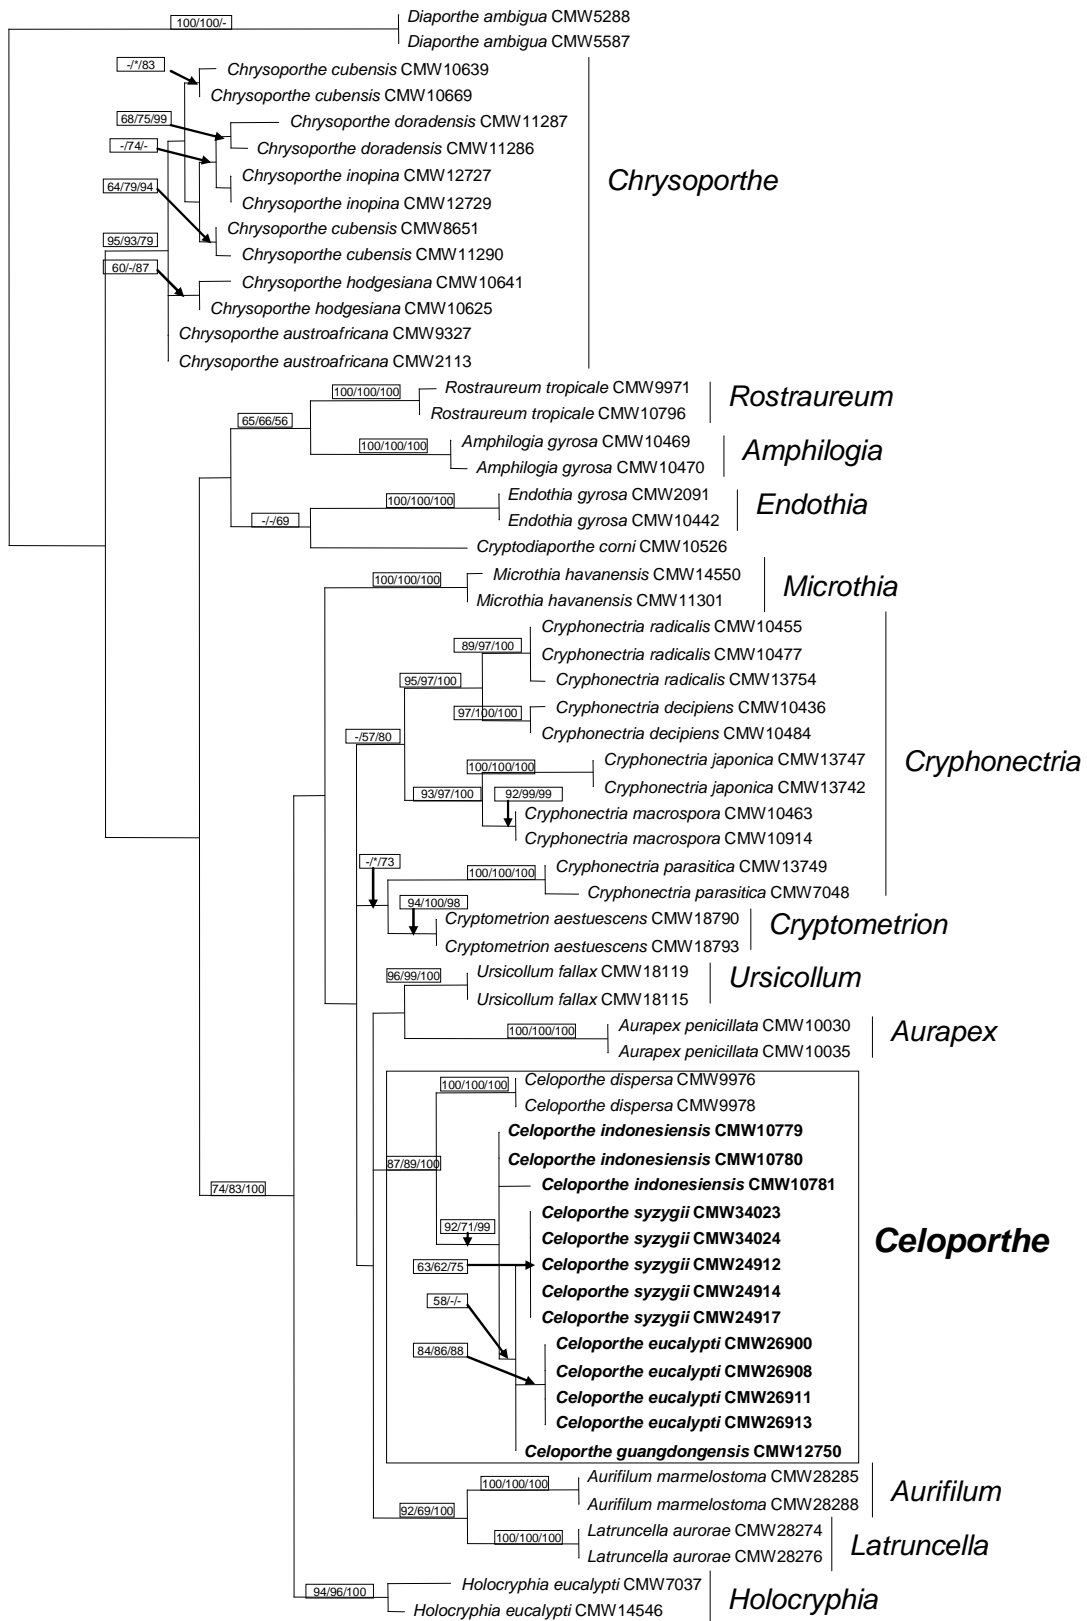 100/100/-
Diaporthe ambigua CMW5288
Diaporthe ambigua CMW5587
-/*/83
Chrysoporthe cubensis CMW10639
Chrysoporthe cubensis CMW10669
68/75/99
Chrysoporthe doradensis CMW11287
-/74/-
Chrysoporthe doradensis CMW11286
Chrysoporthe inopina CMW12727
Chrysoporthe
64/79/94
Chrysoporthe inopina CMW12729
Chrysoporthe cubensis CMW8651
95/93/79
Chrysoporthe cubensis CMW11290
60/-/87
Chrysoporthe hodgesiana CMW10641
Chrysoporthe hodgesiana CMW10625
Chrysoporthe austroafricana CMW9327
Chrysoporthe austroafricana CMW2113
100/100/100
Rostraureum tropicale CMW9971
Rostraureum
65/66/56
Rostraureum tropicale CMW10796
100/100/100
Amphilogia gyrosa CMW10469
Amphilogia
Amphilogia gyrosa CMW10470
100/100/100
Endothia gyrosa CMW2091
Endothia
-/-/69
Endothia gyrosa CMW10442
Cryptodiaporthe corni CMW10526
100/100/100
Microthia havanensis CMW14550
Microthia
Microthia havanensis CMW11301
Cryphonectria radicalis CMW10455
89/97/100
Cryphonectria radicalis CMW10477
95/97/100
Cryphonectria radicalis CMW13754
97/100/100
Cryphonectria decipiens CMW10436
Cryphonectria decipiens CMW10484
-/57/80
Cryphonectria japonica CMW13747
Cryphonectria
100/100/100
Cryphonectria japonica CMW13742
93/97/100
92/99/99
Cryphonectria macrospora CMW10463
Cryphonectria macrospora CMW10914
-/*/73
100/100/100
Cryphonectria parasitica CMW13749
Cryphonectria parasitica CMW7048
94/100/98
Cryptometrion aestuescens CMW18790
Cryptometrion
Cryptometrion aestuescens CMW18793
96/99/100
Ursicollum fallax CMW18119
Ursicollum
Ursicollum fallax CMW18115
100/100/100
Aurapex penicillata CMW10030
Aurapex
Aurapex penicillata CMW10035
100/100/100
Celoporthe dispersa CMW9976
Celoporthe dispersa CMW9978
Celoporthe indonesiensis CMW10779
87/89/100
Celoporthe indonesiensis CMW10780
74/83/100
Celoporthe indonesiensis CMW10781
Celoporthe syzygii CMW34023
92/71/99
Celoporthe syzygii CMW34024
Celoporthe
63/62/75
Celoporthe syzygii CMW24912
Celoporthe syzygii CMW24914
58/-/-
Celoporthe syzygii CMW24917
84/86/88
Celoporthe eucalypti CMW26900
Celoporthe eucalypti CMW26908
Celoporthe eucalypti CMW26911
Celoporthe eucalypti CMW26913
Celoporthe guangdongensis CMW12750
100/100/100
Aurifilum marmelostoma CMW28285
Aurifilum
92/69/100
Aurifilum marmelostoma CMW28288
100/100/100
Latruncella aurorae CMW28274
Latruncella
Latruncella aurorae CMW28276
94/96/100
Holocryphia eucalypti CMW7037
Holocryphia
Holocryphia eucalypti CMW14546